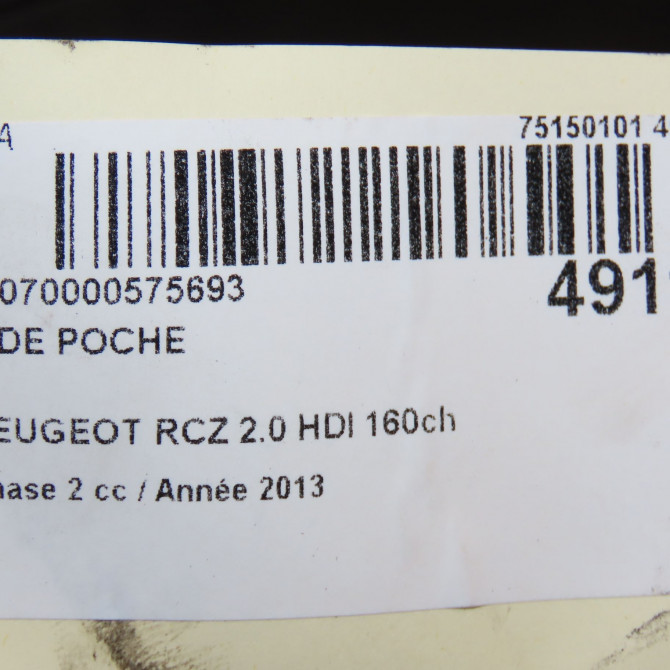 A 75150101 4
070000575693 491
DE POCHE
EUGEOT RCZ 2.0 HDI 160ch
hase 2 cc / Année 2013